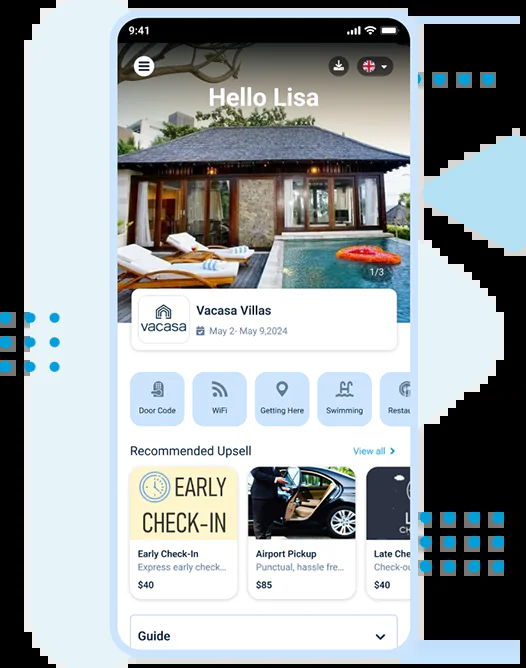 9:41
Hello Lisa
1/3
vacasa
Vacasa Villas
May 2- May 9,2024
Door Code
WiFi
Getting Here
Swimming
Restau
Recommended Upsell
View all
EARLY
CHECK-IN
Early Check-In
Express early check...
$40
Airport Pickup
Punctual, hassle fre...
$85
L
C
Late Che
Check-ou
$40
Guide